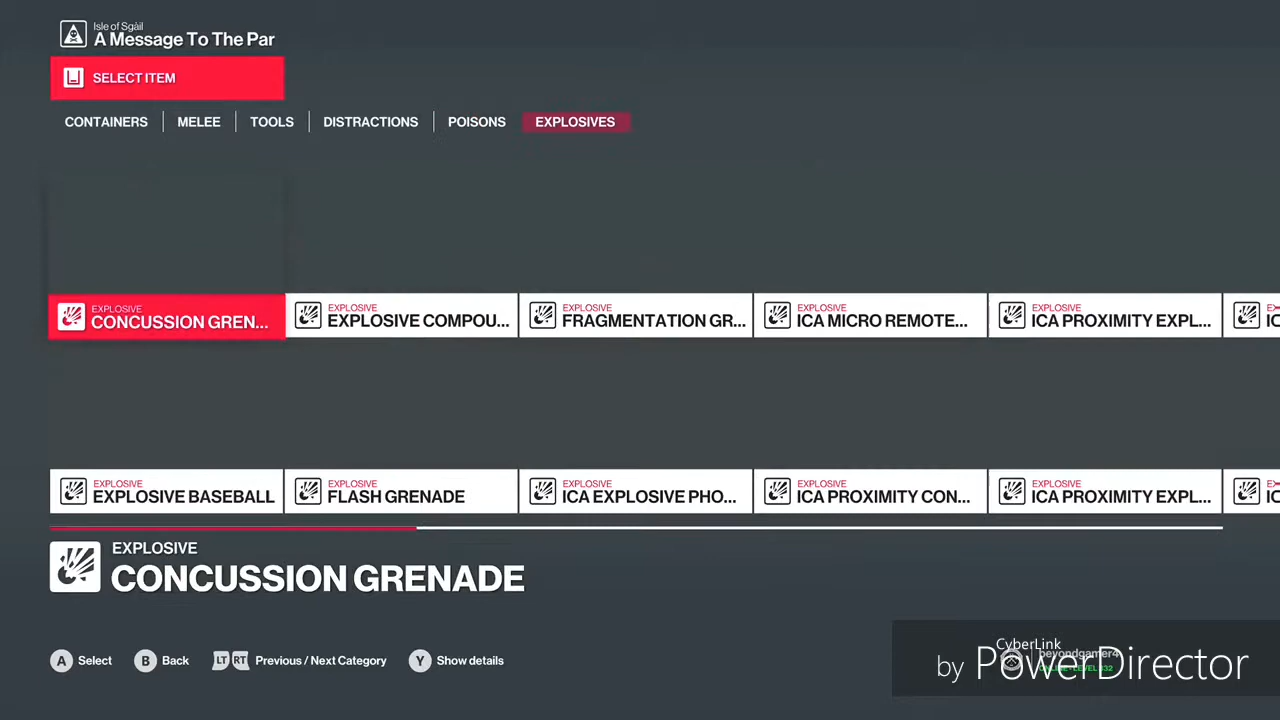 Isle of Sgàil
A Message To The Par
SELECT ITEM
CONTAINERS
MELEE
TOOLS
DISTRACTIONS
POISONS
EXPLOSIVES
EXPLOSIVE
CONCUSSION GREN...
EXPLOSIVE
EXPLOSIVE COMPOU...
EXPLOSIVE
FRAGMENTATION GR...
EXPLOSIVE
ICA MICRO REMOTE...
EXPLOSIVE
ICA PROXIMITY EXPL...
EXPLOSIVE
EXPLOSIVE BASEBALL
EXPLOSIVE
FLASH GRENADE
EXPLOSIVE
ICA EXPLOSIVE PHO...
EXPLOSIVE
ICA PROXIMITY CON...
EXPLOSIVE
ICA PROXIMITY EXPL...
EXPLOSIVE
CONCUSSION GRENADE
A Select
B Back
LT RT Previous / Next Category
Y Show details
CyberLink
by PowerDirector
beyondgamer4